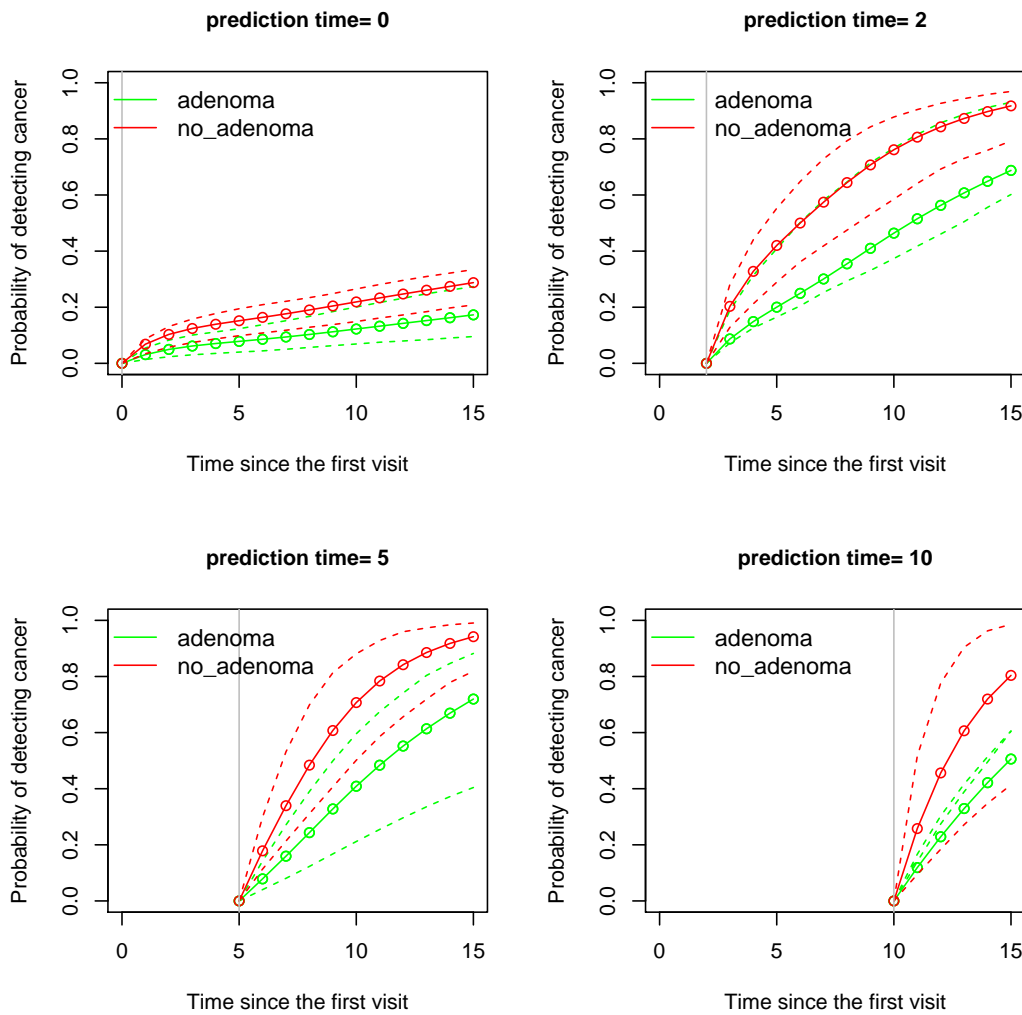 prediction time= 0
Probability of detecting cancer
1.0
0.8
0.6
0.4
0.2
0.0
adenoma
no_adenoma
0
5
10
15
Time since the first visit
prediction time= 2
Probability of detecting cancer
1.0
0.8
0.6
0.4
0.2
0.0
adenoma
no_adenoma
0
5
10
15
Time since the first visit
prediction time= 5
Probability of detecting cancer
1.0
0.8
0.6
0.4
0.2
0.0
adenoma
no_adenoma
0
5
10
15
Time since the first visit
prediction time= 10
Probability of detecting cancer
1.0
0.8
0.6
0.4
0.2
0.0
adenoma
no_adenoma
0
5
10
15
Time since the first visit